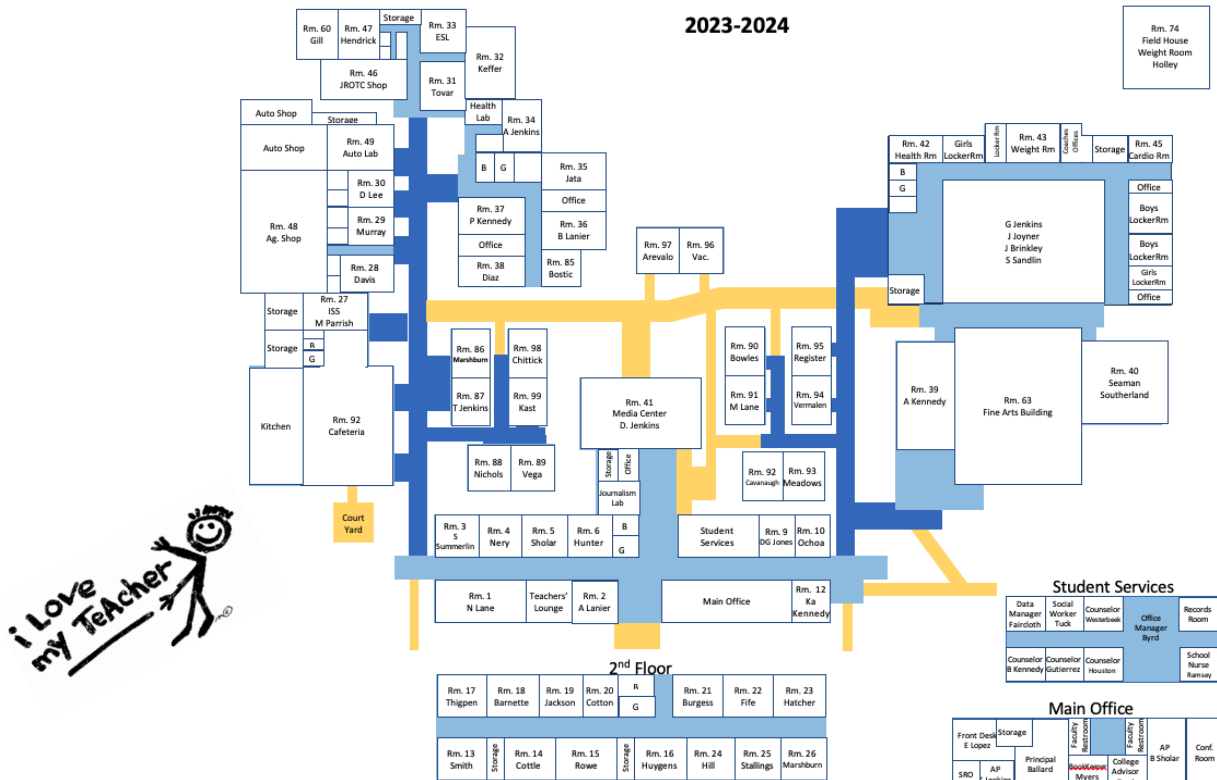 2023-2024
Rm. 60
Gill
Rm. 47
Hendrick
Storage
Rm. 33
ESL
Rm. 32
Keffer
Rm. 46
JROTC Shop
Rm. 31
Tovar
Rm. 74
Field House
Weight Room
Holley
Auto Shop
Storage
Health
Lab
Rm. 34
A Jenkins
Auto Shop
Rm. 49
Auto Lab
B
G
Rm. 35
Jata
Office
Rm. 36
B Lanier
Rm. 85
Bostic
Rm. 30
D Lee
Rm. 29
Murray
Rm. 28
Davis
Rm. 48
Ag. Shop
Rm. 37
P Kennedy
Office
Rm. 38
Diaz
Rm. 42
Health Rm
Girls
LockerRm
Locker Rm
Rm. 43
Weight Rm
Coaches
Offices
Storage
Rm. 45
Cardio Rm
B
G
Office
Boys
LockerRm
Boys
LockerRm
Girls
LockerRm
Office
G Jenkins
J Joyner
J Brinkley
S Sandlin
Storage
Rm. 97
Arevalo
Rm. 96
Vac.
Storage
Rm. 27
ISS
M Parrish
Storage
G
Kitchen
Rm. 92
Cafeteria
Court
Yard
Rm. 86
Marshburn
Rm. 98
Chittick
Rm. 87
T Jenkins
Rm. 99
Kast
Rm. 88
Nichols
Rm. 89
Vega
Rm. 41
Media Center
D. Jenkins
Storage
Office
Journalism
Lab
Rm. 90
Bowles
Rm. 95
Register
Rm. 91
M Lane
Rm. 94
Vermalen
Rm. 92
Cavanaugh
Rm. 93
Meadows
Rm. 39
A Kennedy
Rm. 63
Fine Arts Building
Rm. 40
Seaman
Southerland
Rm. 3
S
Summerlin
Rm. 4
Nery
Rm. 5
Sholar
Rm. 6
Hunter
B
G
Student
Services
Rm. 9
DG Jones
Rm. 10
Ochoa
Rm. 1
N Lane
Teachers'
Lounge
Rm. 2
A Lanier
Main Office
Rm. 12
Ka
Kennedy
i Love
my Teacher
2nd Floor
Rm. 17
Thigpen
Rm. 18
Barnette
Rm. 19
Jackson
Rm. 20
Cotton
G
Rm. 21
Burgess
Rm. 22
Fife
Rm. 23
Hatcher
Rm. 13
Smith
Storage
Rm. 14
Cottle
Rm. 15
Rowe
Storage
Rm. 16
Huygens
Rm. 24
Hill
Rm. 25
Stallings
Rm. 26
Marshburn
Student Services
Data
Manager
Faircloth
Social
Worker
Tuck
Counselor
Westerbeek
Office
Manager
Byrd
Records
Room
Counselor
B Kennedy
Counselor
Gutierrez
Counselor
Houston
School
Nurse
Ramsey
Main Office
Front Desk
E Lopez
Storage
Principal
Ballard
Faculty
Restroom
Faculty
Restroom
AP
B Sholar
Conf.
Room
SRO
AP
BookKeeper
Myers
College
Advisor